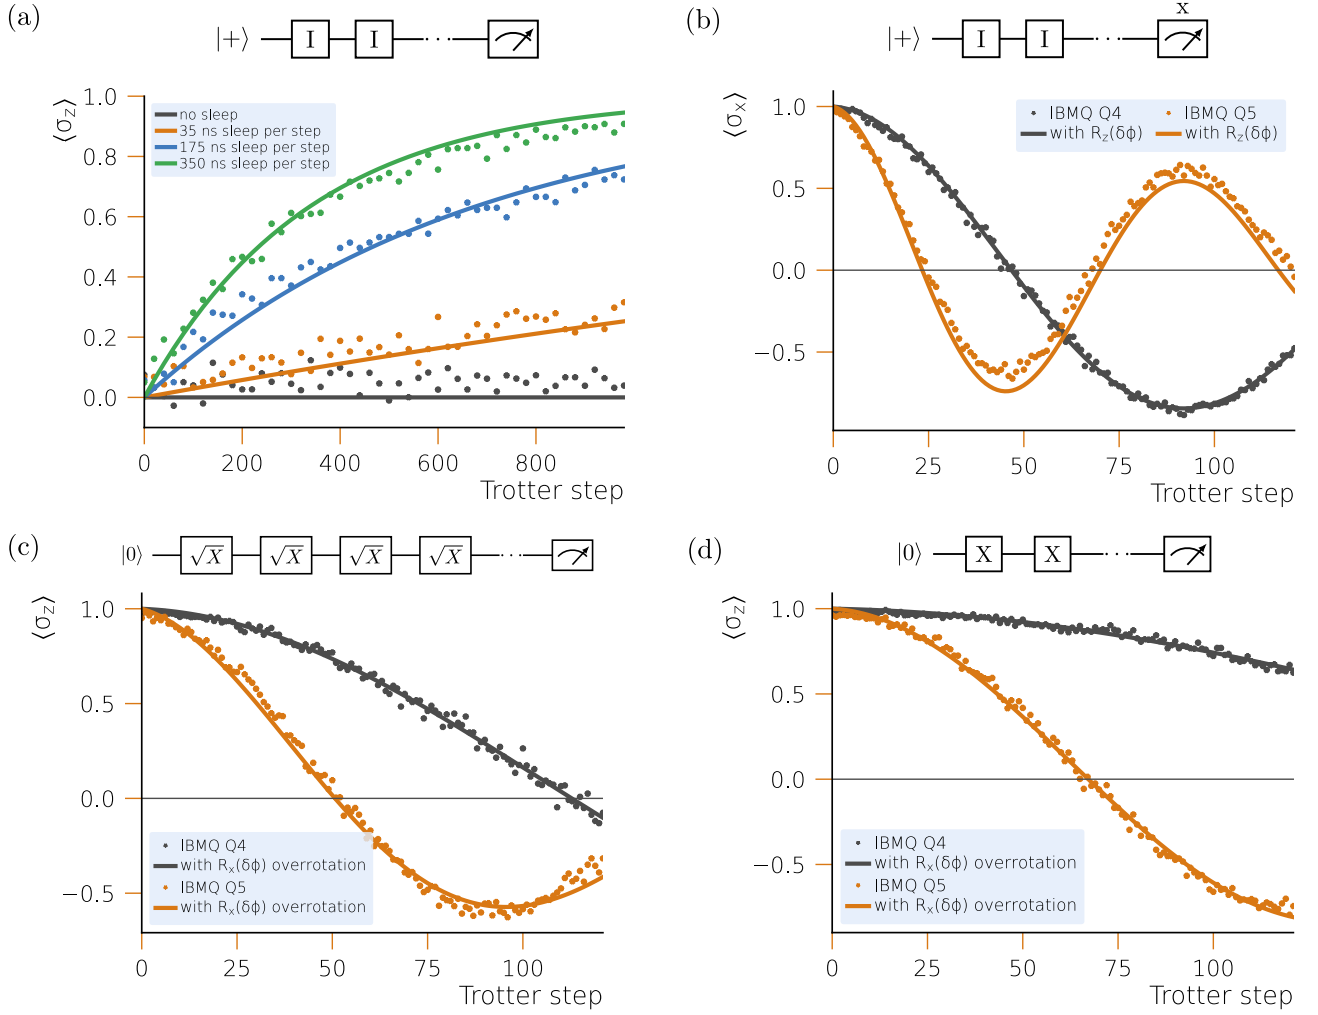 (a)
|+⟩ I I ...
⟨σz⟩
1.0
0.8
0.6
0.4
0.2
0.0
no sleep
35 ns sleep per step
175 ns sleep per step
350 ns sleep per step
0 200 400 600 800
Trotter step
(b)
x
|+⟩ I I ...
⟨σx⟩
1.0
0.5
0.0
−0.5
IBMQ Q4 IBMQ Q5
with Rz(δϕ) with Rz(δϕ)
0 25 50 75 100
Trotter step
(c)
|0⟩ √X √X √X √X ...
⟨σz⟩
1.0
0.5
0.0
−0.5
IBMQ Q4
with Rx(δϕ) overrotation
IBMQ Q5
with Rx(δϕ) overrotation
0 25 50 75 100
Trotter step
(d)
|0⟩ X X ...
⟨σz⟩
1.0
0.5
0.0
−0.5
IBMQ Q4
with Rx(δϕ) overrotation
IBMQ Q5
with Rx(δϕ) overrotation
0 25 50 75 100
Trotter step